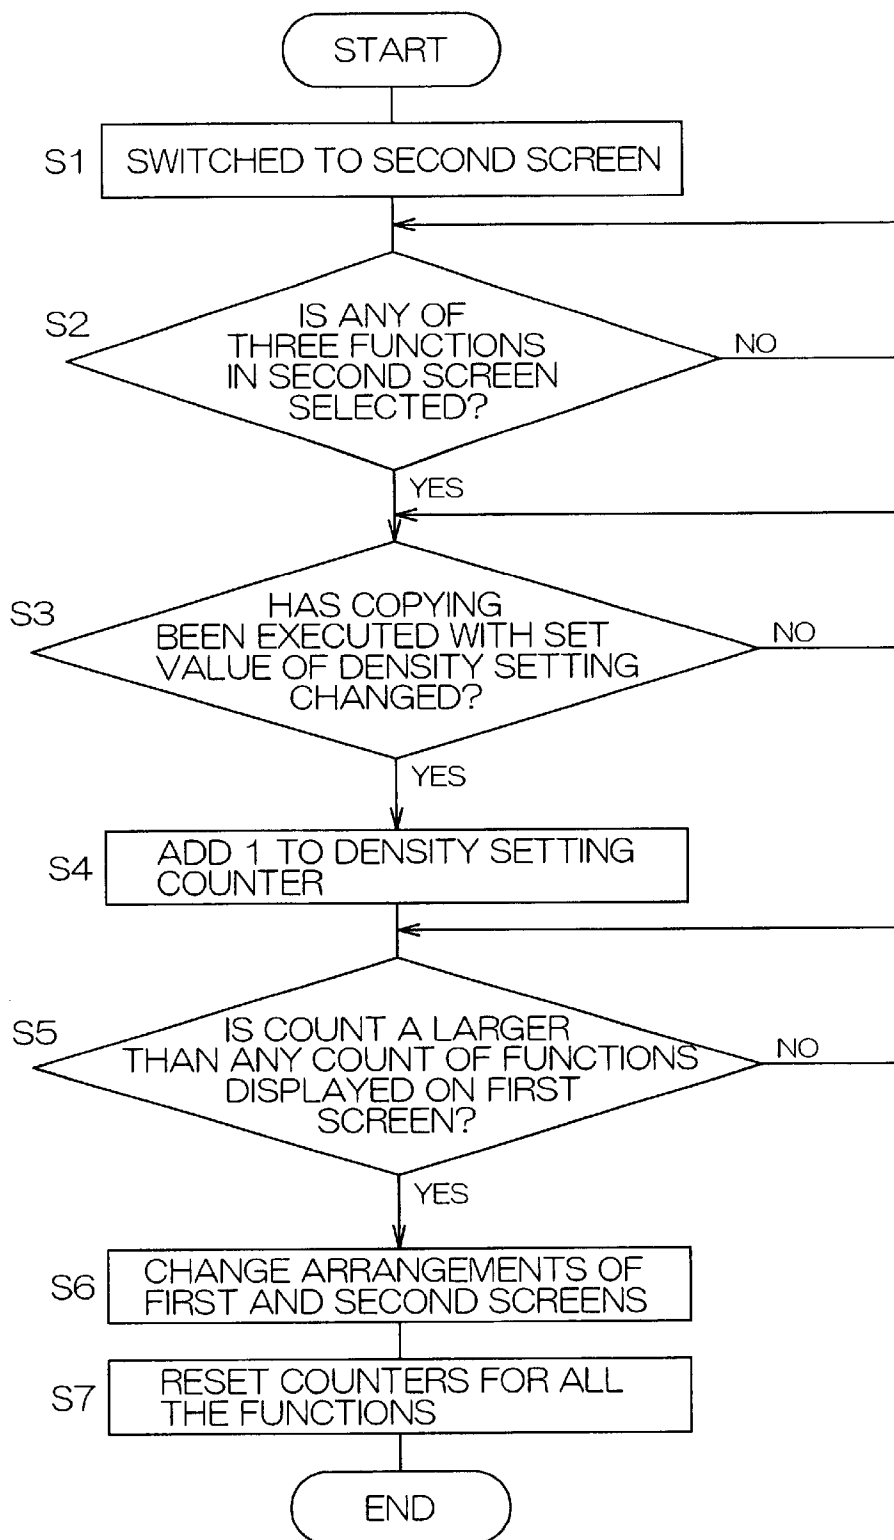 START
S1
SWITCHED TO SECOND SCREEN
S2
IS ANY OF
THREE FUNCTIONS
IN SECOND SCREEN
SELECTED?
NO
YES
S3
HAS COPYING
BEEN EXECUTED WITH SET
VALUE OF DENSITY SETTING
CHANGED?
NO
YES
S4
ADD 1 TO DENSITY SETTING
COUNTER
S5
IS COUNT A LARGER
THAN ANY COUNT OF FUNCTIONS
DISPLAYED ON FIRST
SCREEN?
NO
YES
S6
CHANGE ARRANGEMENTS OF
FIRST AND SECOND SCREENS
S7
RESET COUNTERS FOR ALL
THE FUNCTIONS
END